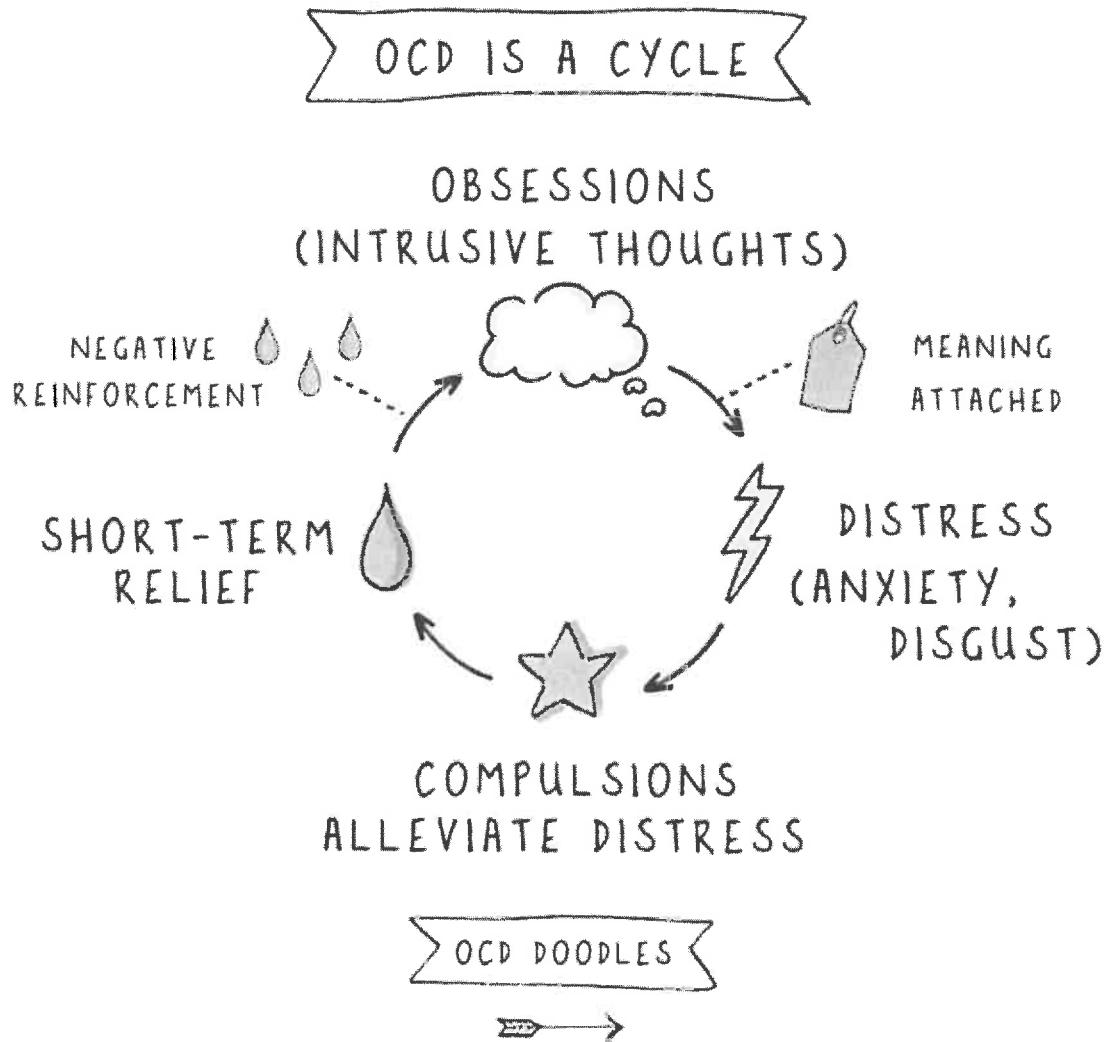 OCD IS A CYCLE
OBSESSIONS
(INTRUSIVE THOUGHTS)
NEGATIVE
REINFORCEMENT
MEANING
ATTACHED
SHORT-TERM
RELIEF
DISTRESS
(ANXIETY,
DISGUST)
COMPULSIONS
ALLEVIATE DISTRESS
OCD DOODLES